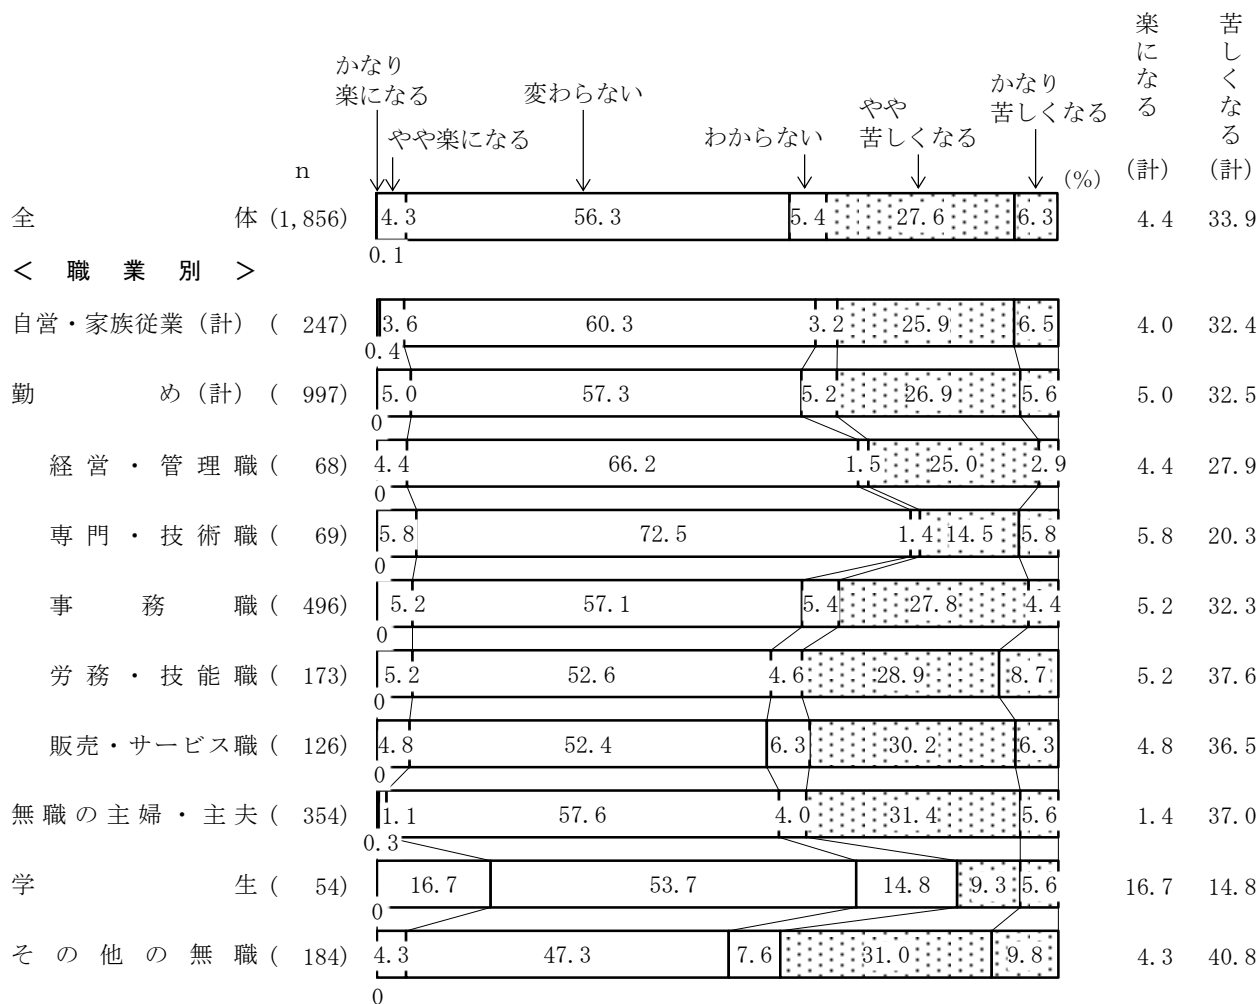 楽になる（計）
苦しくなる（計）
かなり
楽になる
やや楽になる
変わらない
わからない
やや
苦しくなる
かなり
苦しくなる
n
(%)
全体 (1,856) 4.3 56.3 5.4 27.6 6.3 4.4 33.9
0.1
＜職業別＞
自営・家族従業（計） ( 247) 3.6 60.3 3.2 25.9 6.5 4.0 32.4
0.4
勤め（計） ( 997) 5.0 57.3 5.2 26.9 5.6 5.0 32.5
0
経営・管理職 ( 68) 4.4 66.2 1.5 25.0 2.9 4.4 27.9
0
専門・技術職 ( 69) 5.8 72.5 1.4 14.5 5.8 5.8 20.3
0
事務職 ( 496) 5.2 57.1 5.4 27.8 4.4 5.2 32.3
0
労務・技能職 ( 173) 5.2 52.6 4.6 28.9 8.7 5.2 37.6
0
販売・サービス職 ( 126) 4.8 52.4 6.3 30.2 6.3 4.8 36.5
0
無職の主婦・主夫 ( 354) 1.1 57.6 4.0 31.4 5.6 1.4 37.0
0.3
学生 ( 54) 16.7 53.7 14.8 9.3 5.6 16.7 14.8
0
その他の無職 ( 184) 4.3 47.3 7.6 31.0 9.8 4.3 40.8
0